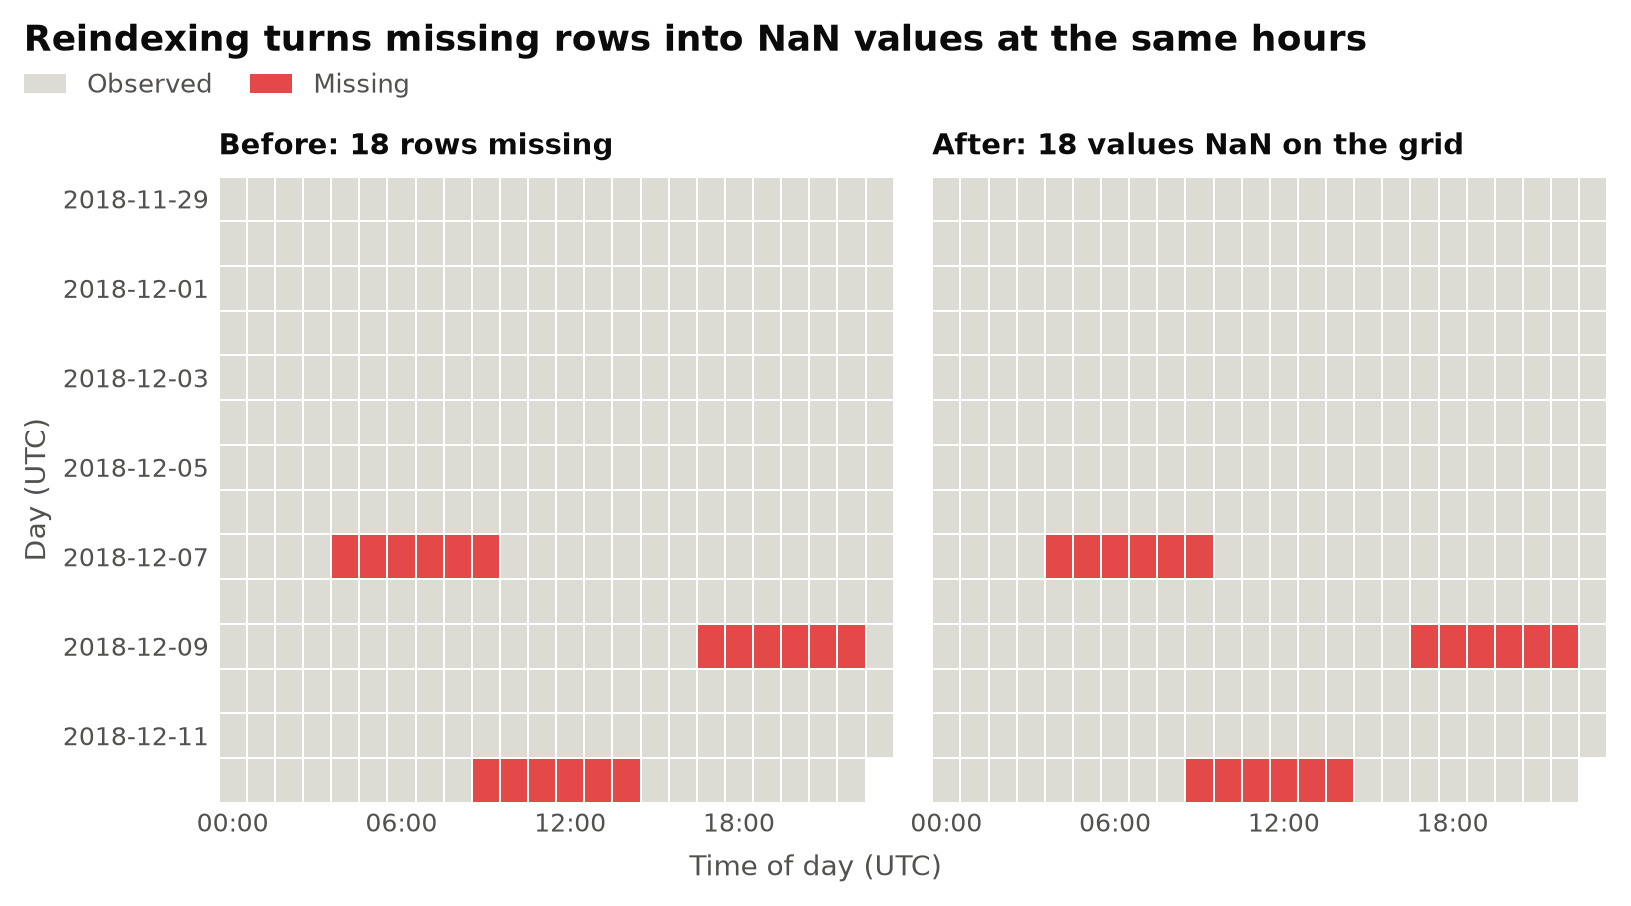 Reindexing turns missing rows into NaN values at the same hours
Observed Missing
Before: 18 rows missing
After: 18 values NaN on the grid
Day (UTC)
2018-11-29
2018-12-01
2018-12-03
2018-12-05
2018-12-07
2018-12-09
2018-12-11
00:00 06:00 12:00 18:00
00:00 06:00 12:00 18:00
Time of day (UTC)